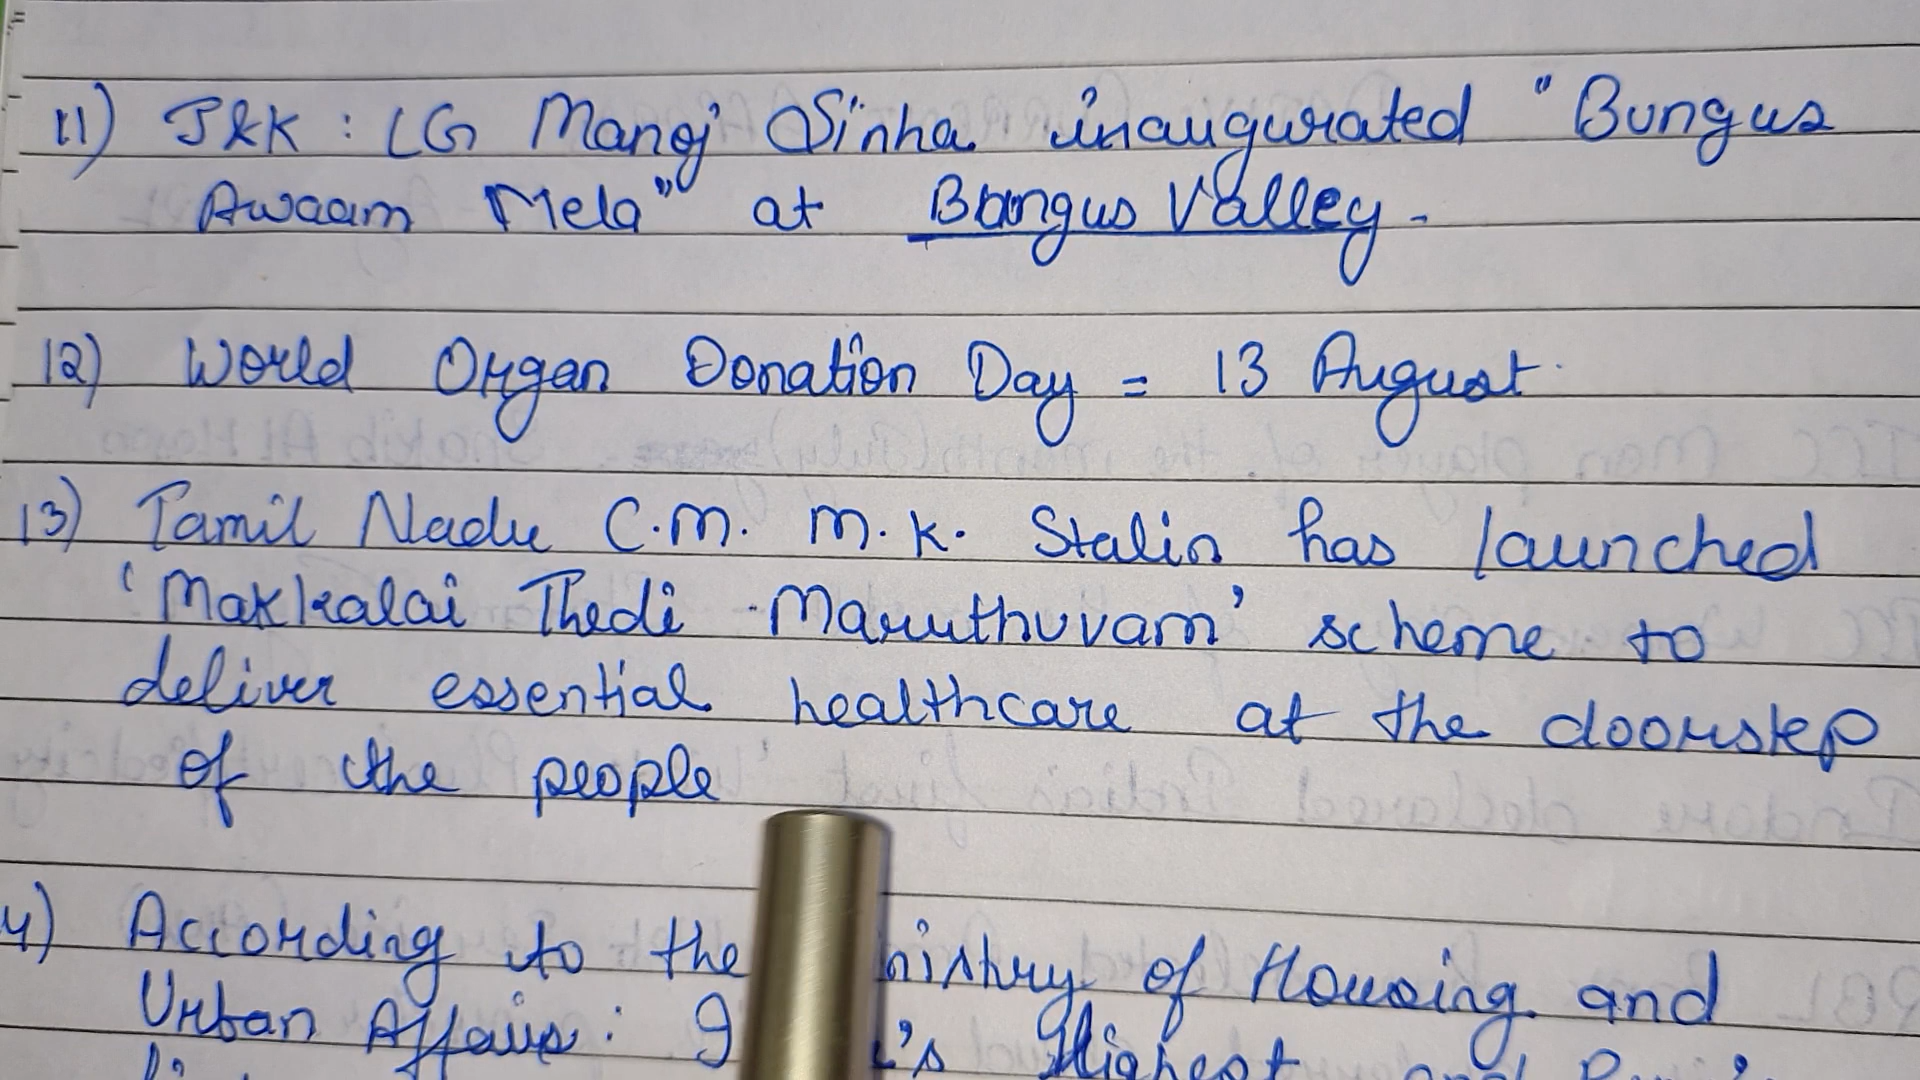 11) J&K : LG Manoj Sinha inaugurated "Bungus
Awaam Mela" at Bangus Valley.
12) World Organ Donation Day = 13 August.
13) Tamil Nadu C.M. M.K. Stalin has launched
'Makkalai Thedi Maruthuvam' scheme to
deliver essential healthcare at the doorstep
of the people
4) According to the of Housing and
Urban Affairs: Highest and